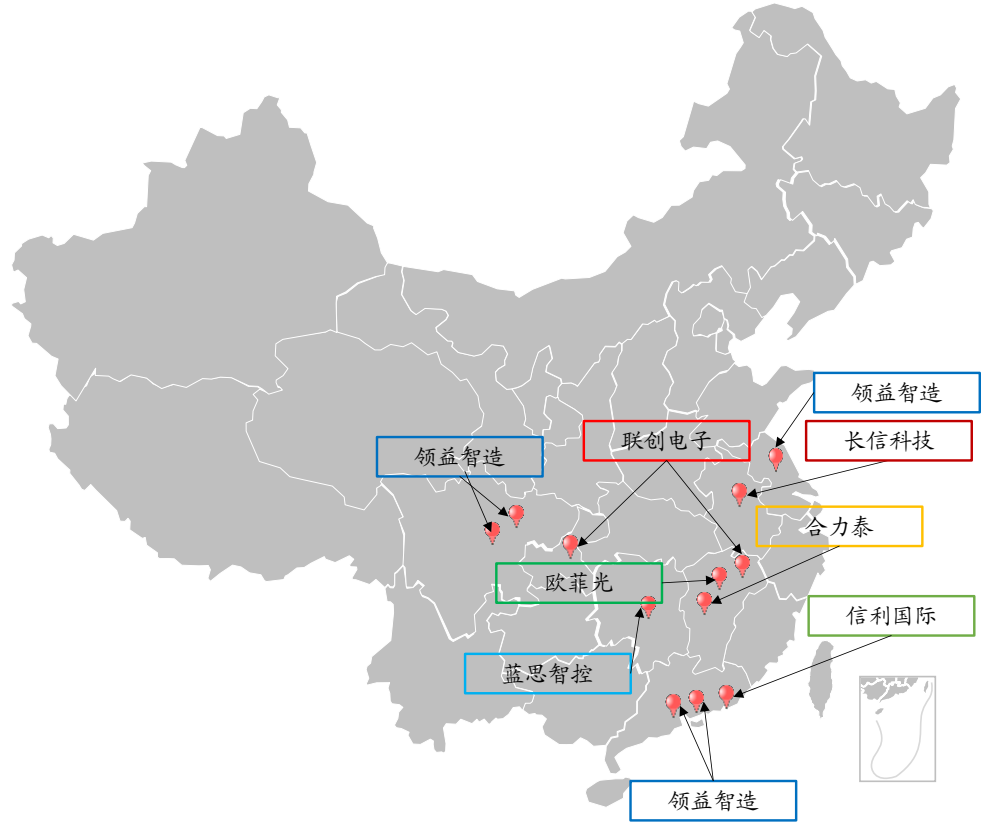 领益智造
联创电子
长信科技
领益智造
合力泰
欧菲光
信利国际
蓝思智控
领益智造